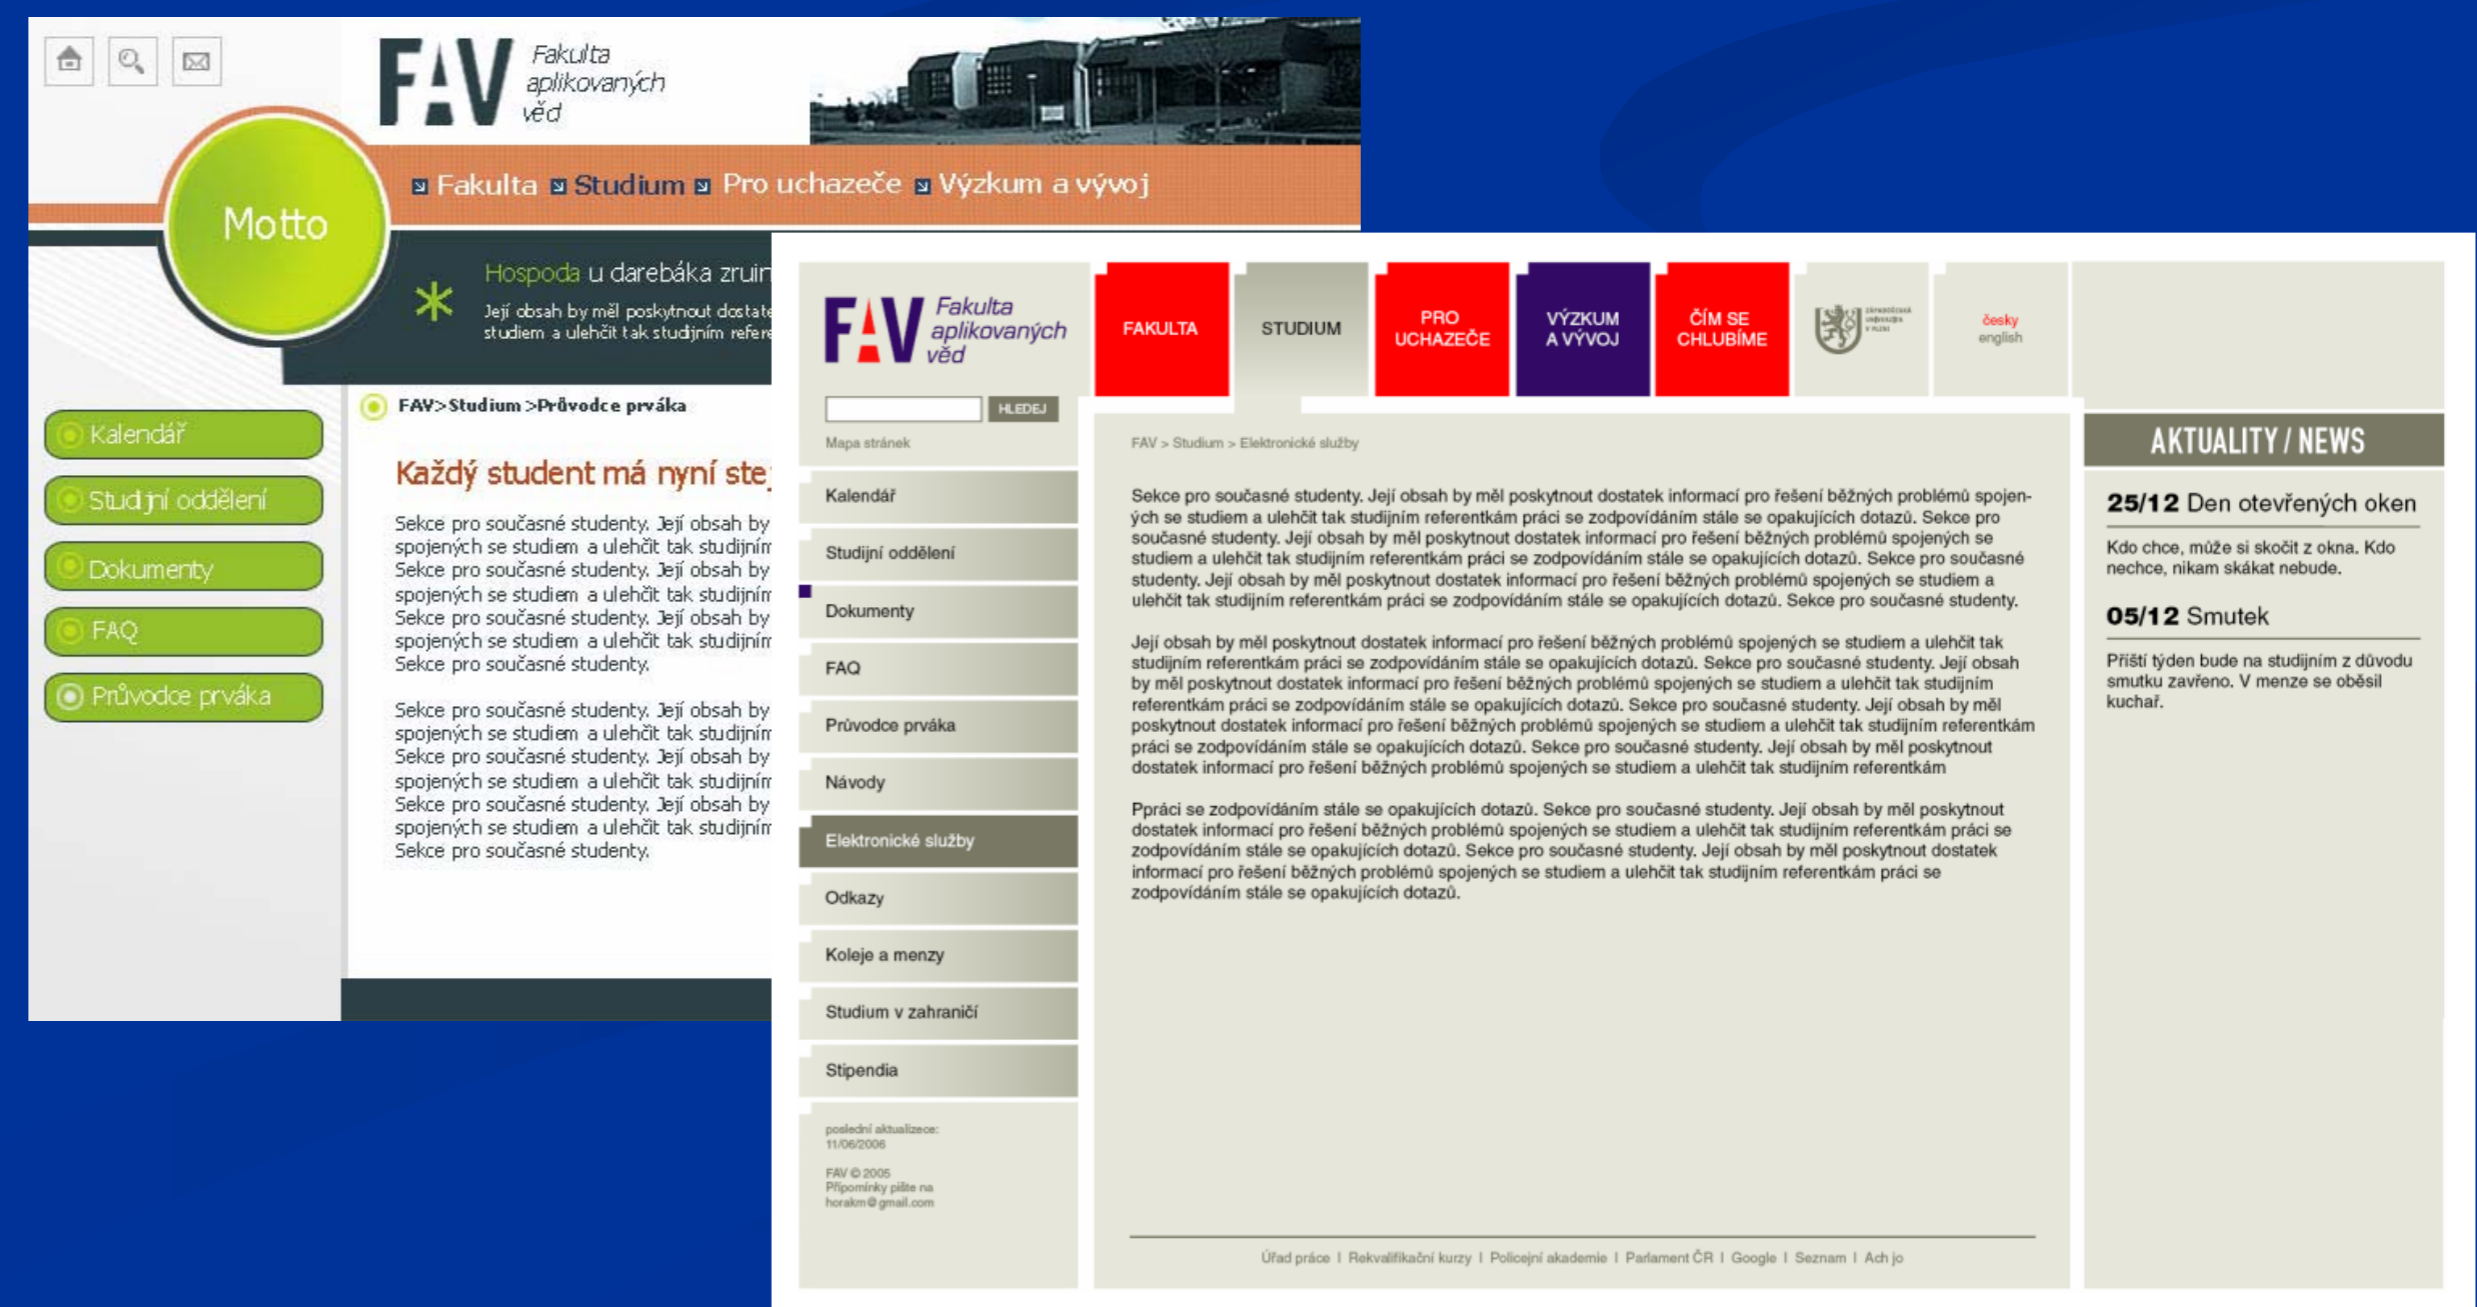 FAV
Fakulta
aplikovaných
věd
Fakulta Studium Pro uchazeče Výzkum a vývoj
Motto
Hospoda u darebáka zruin
Její obsah by měl poskytnout dostate
studiem a ulehčit tak studijním refere
FAV>Studium >Průvodce prváka
Kalendář
Studijní oddělení
Dokumenty
FAQ
Průvodce prváka
Každý student má nyní stej
Sekce pro současné studenty. Její obsah by
spojených se studiem a ulehčit tak studijním
Sekce pro současné studenty. Její obsah by
spojených se studiem a ulehčit tak studijním
Sekce pro současné studenty. Její obsah by
spojených se studiem a ulehčit tak studijním
Sekce pro současné studenty.
Sekce pro současné studenty. Její obsah by
spojených se studiem a ulehčit tak studijním
Sekce pro současné studenty. Její obsah by
spojených se studiem a ulehčit tak studijním
Sekce pro současné studenty. Její obsah by
spojených se studiem a ulehčit tak studijním
Sekce pro současné studenty.
FAV
Fakulta
aplikovaných
věd
FAKULTA
STUDIUM
PRO
UCHAZEČE
VÝZKUM
A VÝVOJ
ČÍM SE
CHLUBÍME
ZÁPADOČESKÁ
UNIVERZITA
V PLZNI
česky
english
HLEDEJ
Mapa stránek
Kalendář
Studijní oddělení
Dokumenty
FAQ
Průvodce prváka
Návody
Elektronické služby
Odkazy
Koleje a menzy
Studium v zahraničí
Stipendia
poslední aktualizece:
11/06/2006
FAV © 2005
Připomínky pište na
horakm@gmail.com
FAV > Studium > Elektronické služby
Sekce pro současné studenty. Její obsah by měl poskytnout dostatek informací pro řešení běžných problémů spojen-
ých se studiem a ulehčit tak studijním referentkám práci se zodpovídáním stále se opakujících dotazů. Sekce pro
současné studenty. Její obsah by měl poskytnout dostatek informací pro řešení běžných problémů spojených se
studiem a ulehčit tak studijním referentkám práci se zodpovídáním stále se opakujících dotazů. Sekce pro současné
studenty. Její obsah by měl poskytnout dostatek informací pro řešení běžných problémů spojených se studiem a
ulehčit tak studijním referentkám práci se zodpovídáním stále se opakujících dotazů. Sekce pro současné studenty.
Její obsah by měl poskytnout dostatek informací pro řešení běžných problémů spojených se studiem a ulehčit tak
studijním referentkám práci se zodpovídáním stále se opakujících dotazů. Sekce pro současné studenty. Její obsah
by měl poskytnout dostatek informací pro řešení běžných problémů spojených se studiem a ulehčit tak studijním
referentkám práci se zodpovídáním stále se opakujících dotazů. Sekce pro současné studenty. Její obsah by měl
poskytnout dostatek informací pro řešení běžných problémů spojených se studiem a ulehčit tak studijním referentkám
práci se zodpovídáním stále se opakujících dotazů. Sekce pro současné studenty. Její obsah by měl poskytnout
dostatek informací pro řešení běžných problémů spojených se studiem a ulehčit tak studijním referentkám
Ppráci se zodpovídáním stále se opakujících dotazů. Sekce pro současné studenty. Její obsah by měl poskytnout
dostatek informací pro řešení běžných problémů spojených se studiem a ulehčit tak studijním referentkám práci se
zodpovídáním stále se opakujících dotazů. Sekce pro současné studenty. Její obsah by měl poskytnout dostatek
informací pro řešení běžných problémů spojených se studiem a ulehčit tak studijním referentkám práci se
zodpovídáním stále se opakujících dotazů.
Úřad práce | Rekvalifikační kurzy | Policejní akademie | Parlament ČR | Google | Seznam | Ach jo
AKTUALITY / NEWS
25/12 Den otevřených oken
Kdo chce, může si skočit z okna. Kdo
nechce, nikam skákat nebude.
05/12 Smutek
Příští týden bude na studijním z důvodu
smutku zavřeno. V menze se oběsil
kuchař.